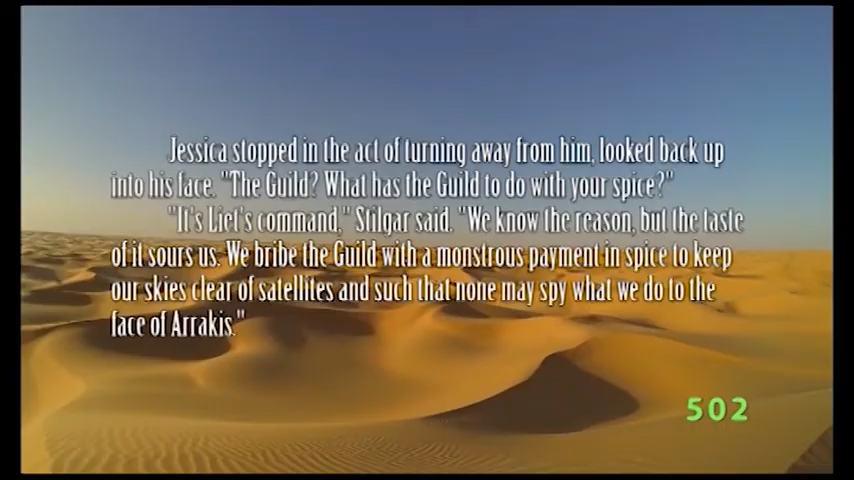 Jessica stopped in the act of turning away from him, looked back up
into his face. "The Guild? What has the Guild to do with your spice?"
"It's Liet's command," Stilgar said. "We know the reason, but the taste
of it sours us. We bribe the Guild with a monstrous payment in spice to keep
our skies clear of satellites and such that none may spy what we do to the
face of Arrakis."
502